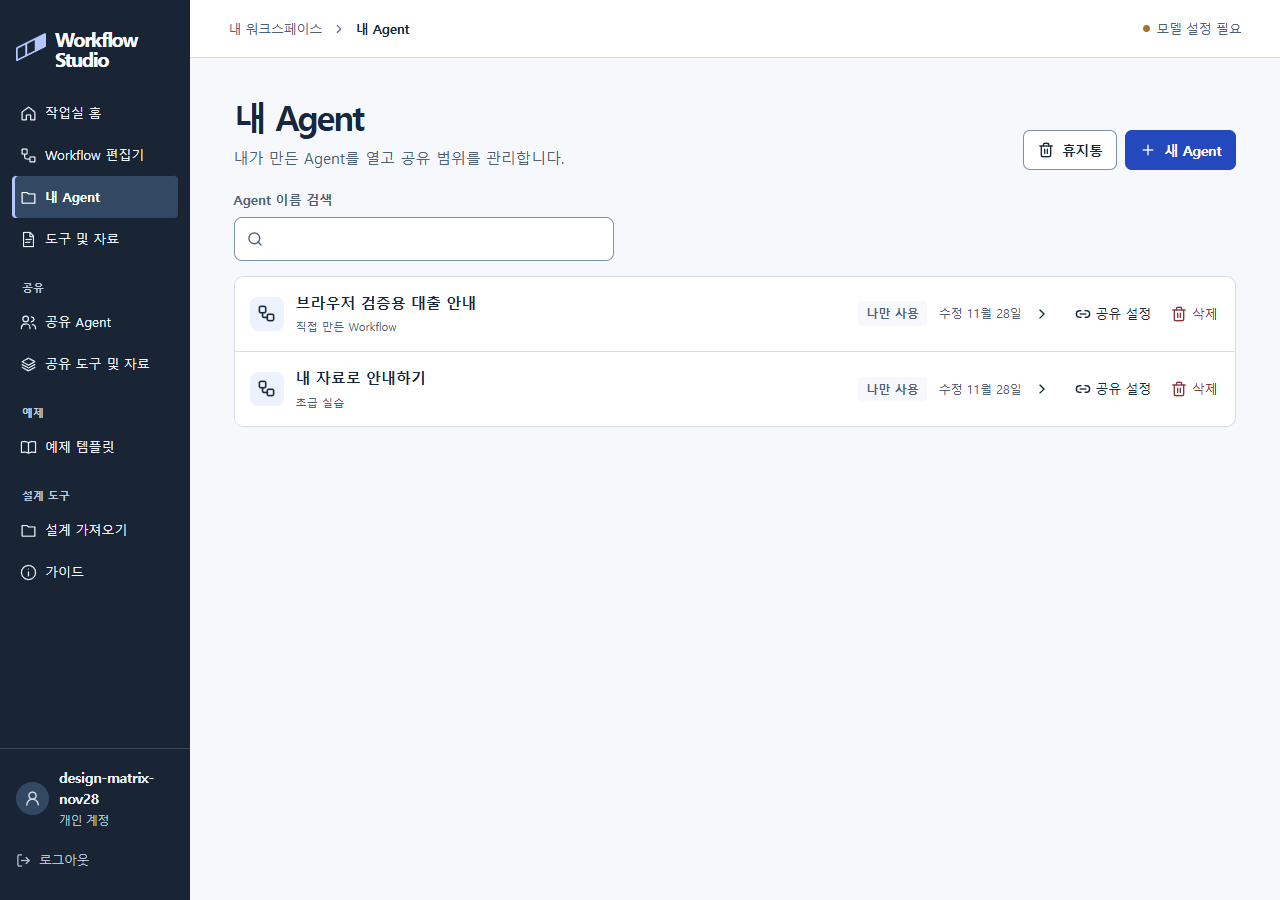 Workflow
Studio
작업실 홈
Workflow 편집기
내 Agent
도구 및 자료
공유
공유 Agent
공유 도구 및 자료
예제
예제 템플릿
설계 도구
설계 가져오기
가이드
design-matrix-
nov28
개인 계정
로그아웃
내 워크스페이스 > 내 Agent
모델 설정 필요
내 Agent
내가 만든 Agent를 열고 공유 범위를 관리합니다.
휴지통
+ 새 Agent
Agent 이름 검색
브라우저 검증용 대출 안내
직접 만든 Workflow
나만 사용 수정 11월 28일 > 공유 설정 삭제
내 자료로 안내하기
초급 실습
나만 사용 수정 11월 28일 > 공유 설정 삭제